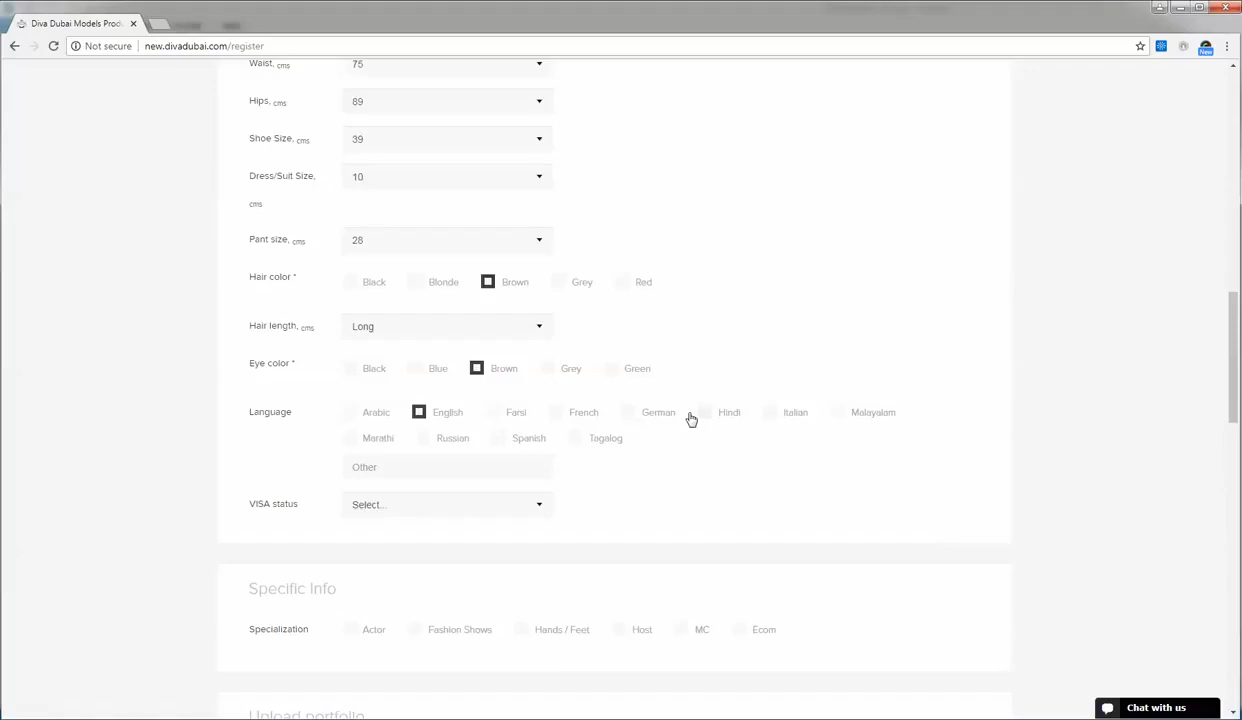 Diva Dubai Models Prod
Not secure new.divadubai.com/register
New
Waist, cms 75
Hips, cms 89
Shoe Size, cms 39
Dress/Suit Size, 10
cms
Pant size, cms 28
Hair color * Black Blonde Brown Grey Red
Hair length, cms Long
Eye color * Black Blue Brown Grey Green
Language Arabic English Farsi French German Hindi Italian Malayalam
Marathi Russian Spanish Tagalog
Other
VISA status Select...
Specific Info
Specialization Actor Fashion Shows Hands / Feet Host MC Ecom
Upload portfolio
Chat with us